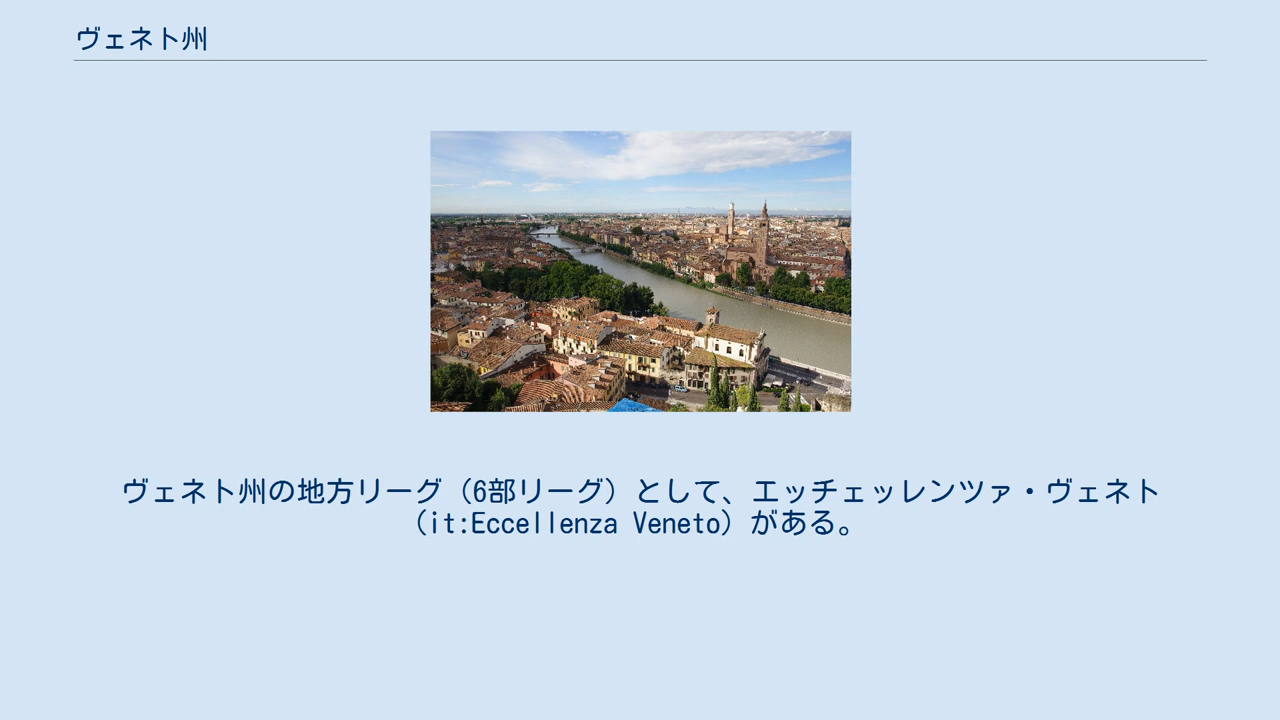 ヴェネト州
ヴェネト州の地方リーグ（6部リーグ）として、エッチェッレンツァ・ヴェネト
（it:Eccellenza Veneto）がある。